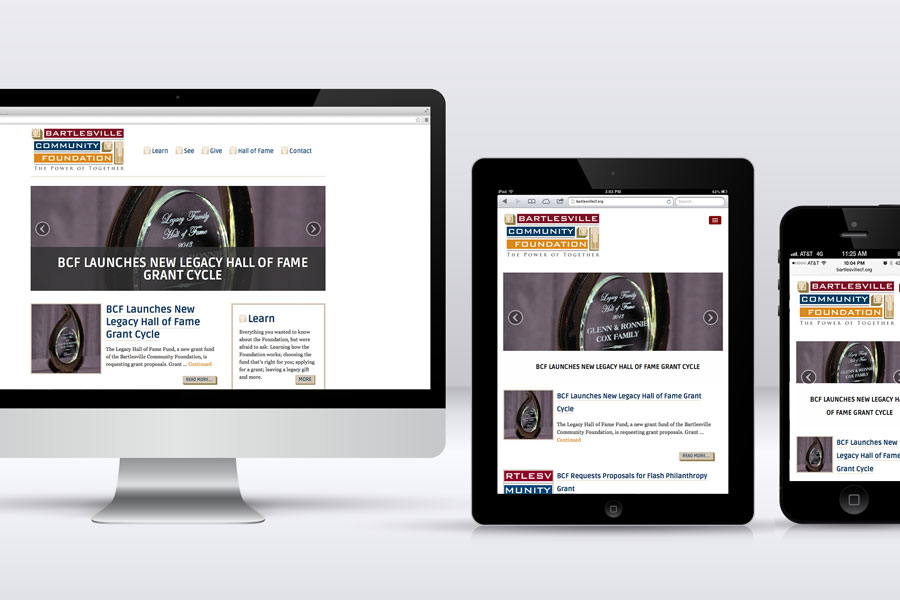 BARTLESVILLE
COMMUNITY
FOUNDATION
THE POWER OF TOGETHER
Learn
See
Give
Hall of Fame
Contact
Legacy Family
Hall of Fame
2013
BCF LAUNCHES NEW LEGACY HALL OF FAME
GRANT CYCLE
BCF Launches New
Legacy Hall of Fame
Grant Cycle
The Legacy Hall of Fame Fund, a new grant fund
of the Bartlesville Community Foundation, is
requesting grant proposals. Grant ... Continued
READ MORE...
Learn
Everything you wanted to know
about the Foundation, but were
afraid to ask: Learning how the
Foundation works; choosing the
fund that's right for you; applying
for a grant; leaving a legacy gift
and more.
MORE
iPad
2:03 PM
92%
bartlesvillecf.org
Search
BARTLESVILLE
COMMUNITY
FOUNDATION
THE POWER OF TOGETHER
Legacy Family
Hall of Fame
2013
GLENN & RONNIE
COX FAMILY
BCF LAUNCHES NEW LEGACY HALL OF FAME GRANT CYCLE
BCF Launches New Legacy Hall of Fame Grant
Cycle
The Legacy Hall of Fame Fund, a new grant fund of the Bartlesville
Community Foundation, is requesting grant proposals. Grant ...
Continued
READ MORE...
RTLESV
MUNITY
BCF Requests Proposals for Flash Philanthropy
Grant
AT&T 4G
11:25 AM
AT&T
10:04 PM
bartlesvillecf.org
BARTLESVILLE
COMMUNITY
FOUNDATION
THE POWER OF TOGETHER
Legacy Family
Hall of Fame
2013
GLENN & RONNIE
COX FAMILY
BCF LAUNCHES NEW LEGACY HA
OF FAME GRANT CYCLE
BCF Launches New
Legacy Hall of Fame
Grant Cycle